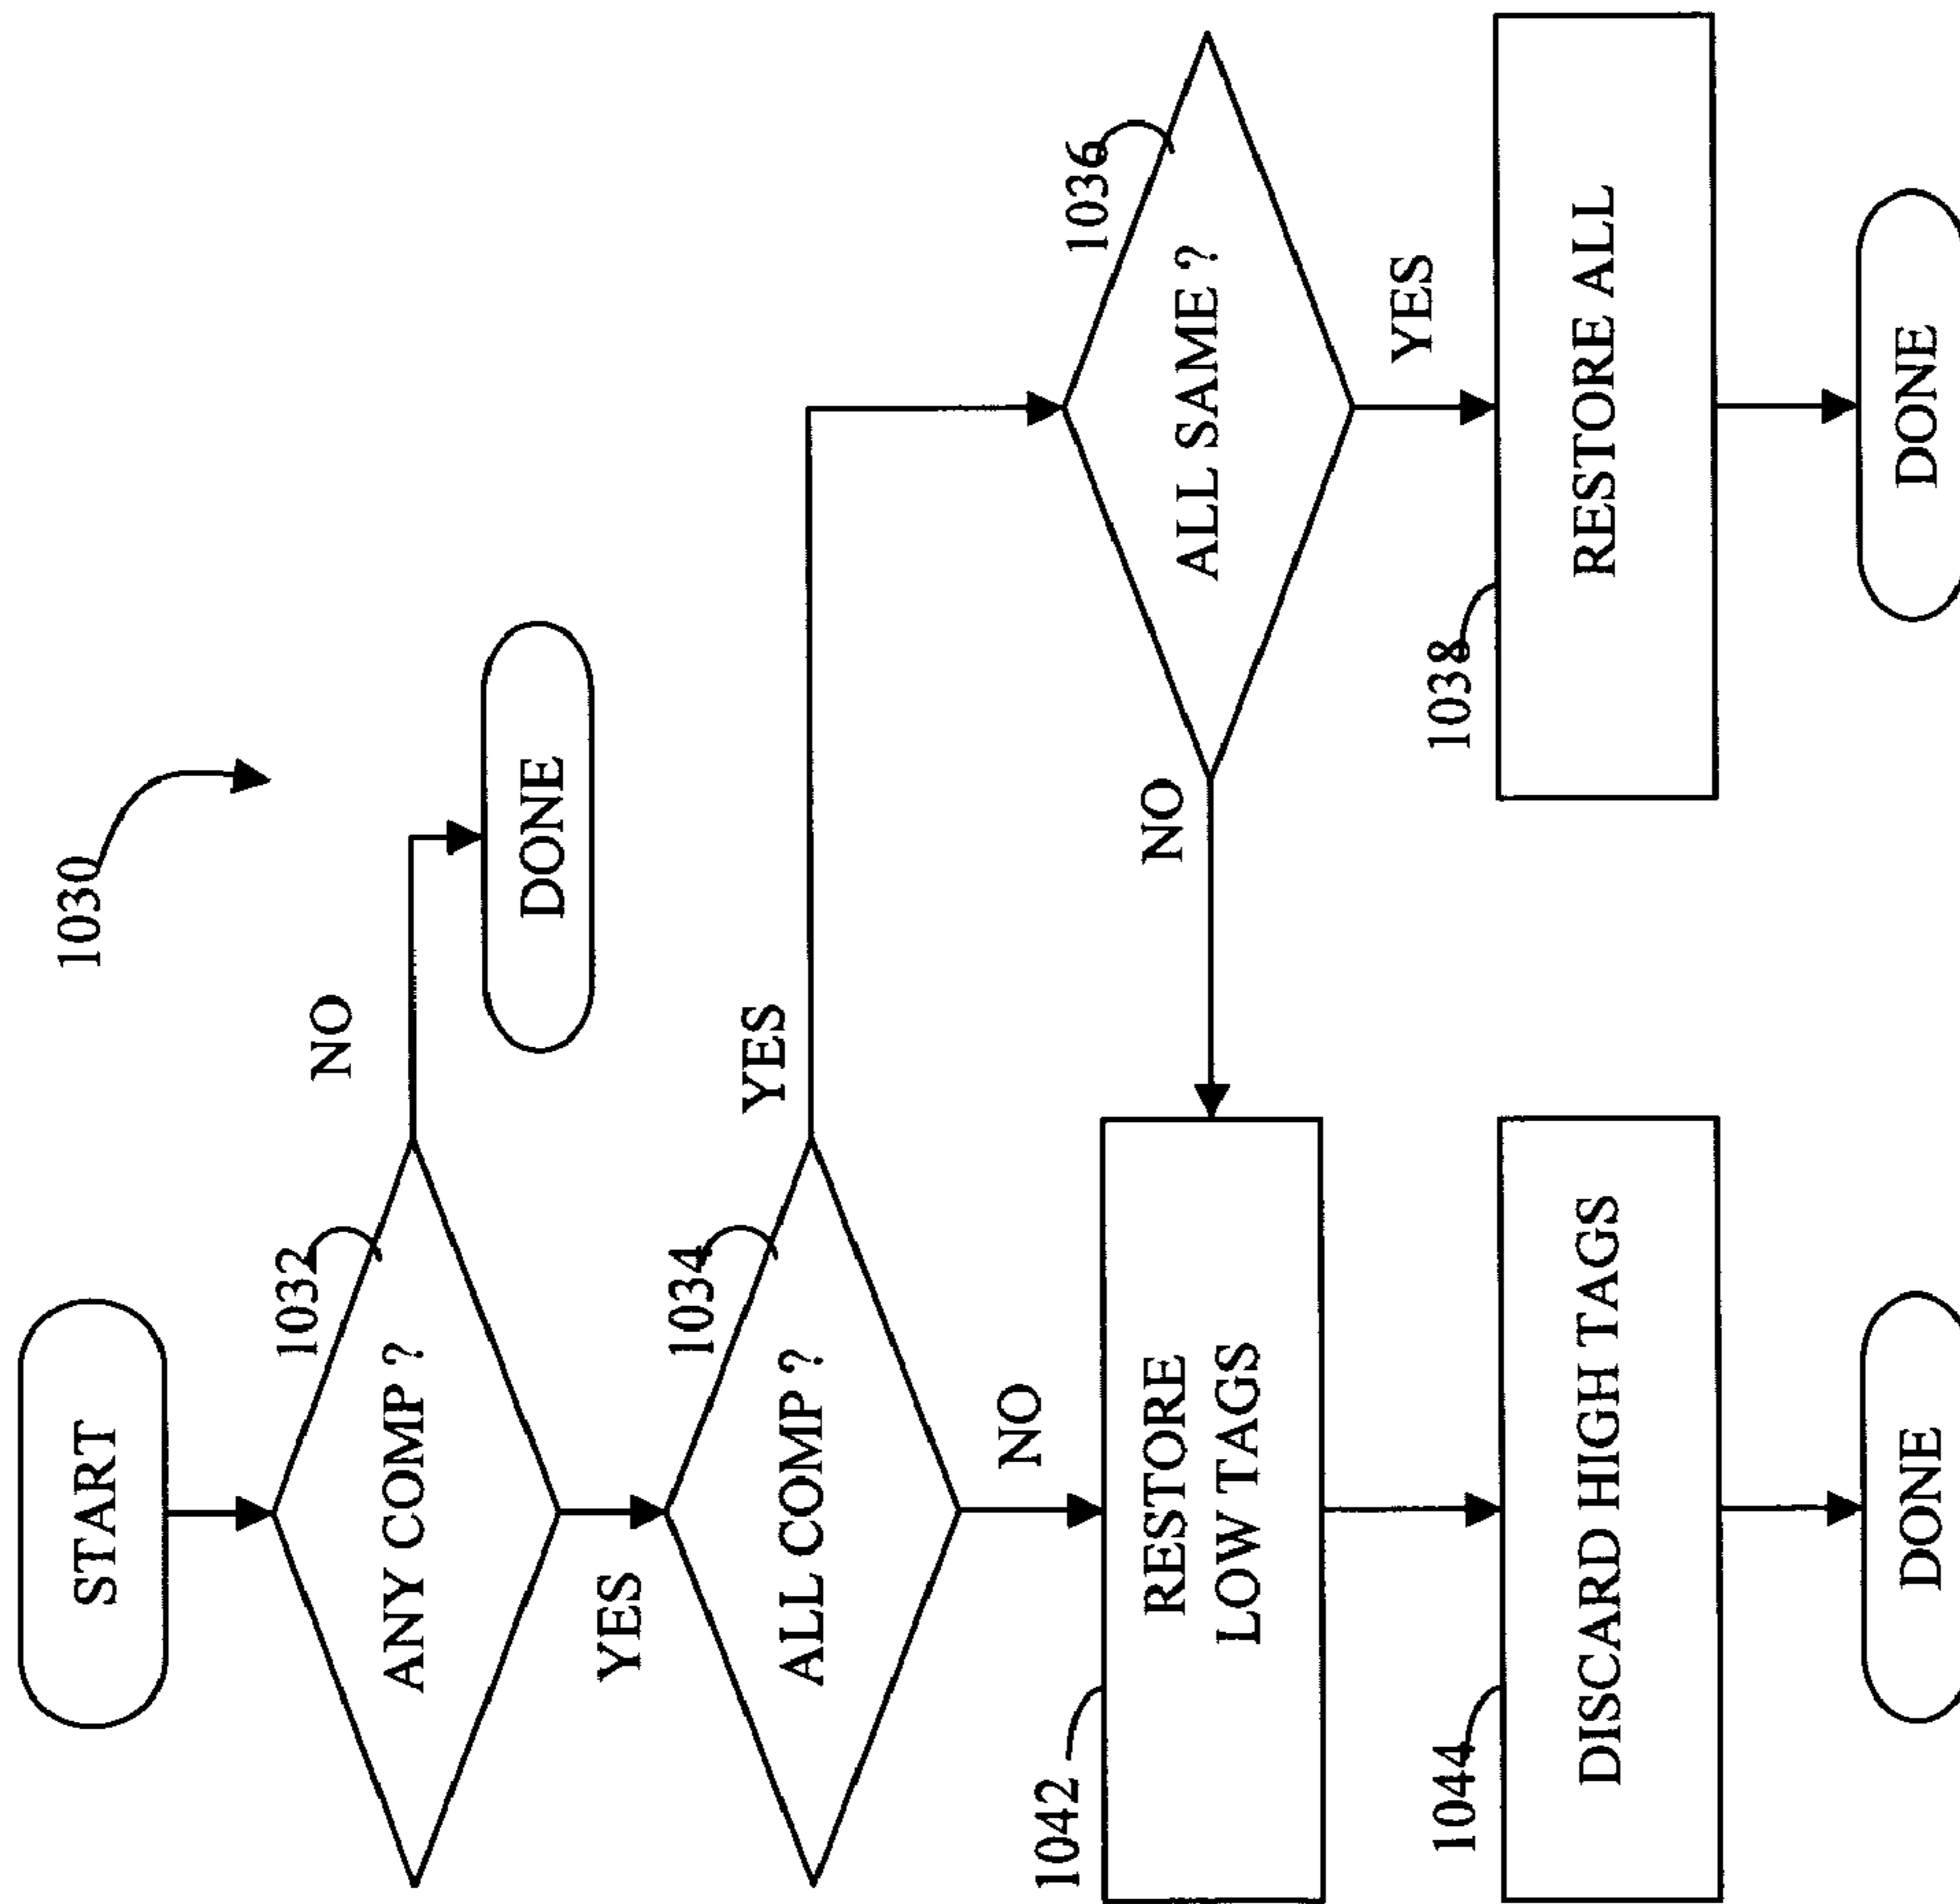 1030
START
1032
ANY COMP ?
NO
DONE
YES
1034
ALL COMP ?
YES
NO
1036
ALL SAME ?
NO
YES
1042
RESTORE
LOW TAGS
1038
RESTORE ALL
1044
DISCARD HIGH TAGS
DONE
DONE